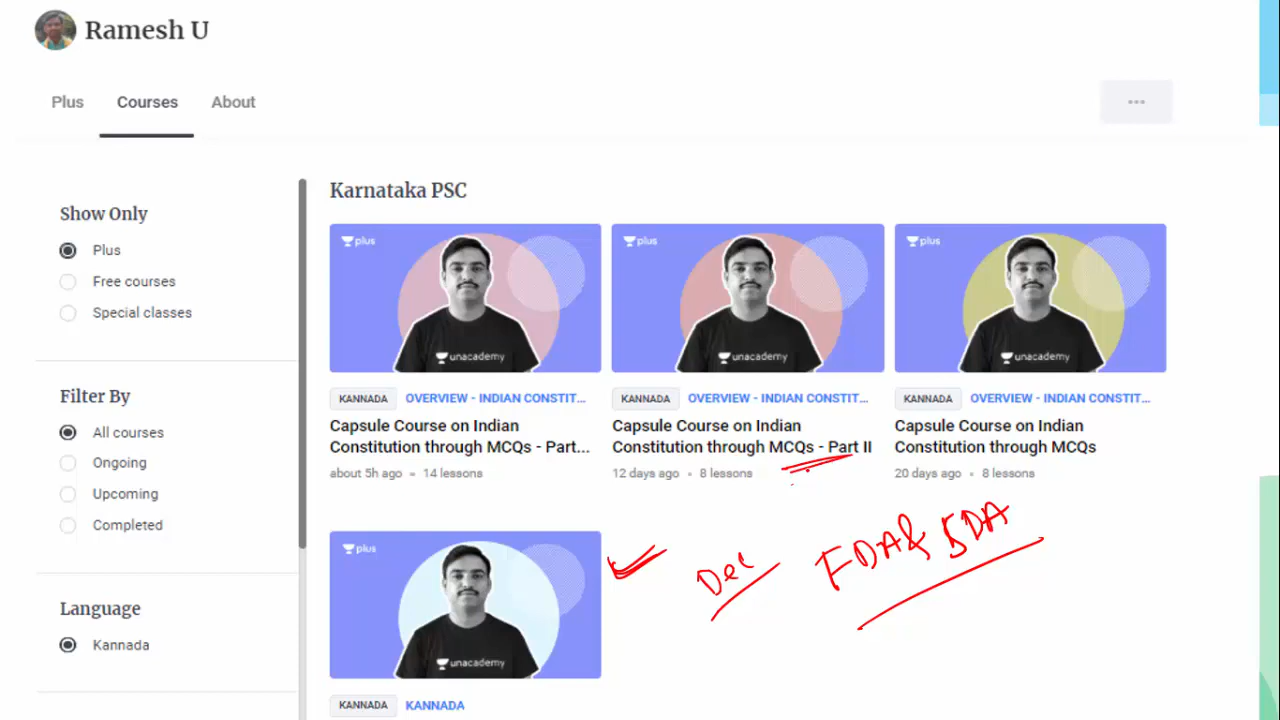 Ramesh U
Plus Courses About
Show Only
Plus
Free courses
Special classes
Filter By
All courses
Ongoing
Upcoming
Completed
Language
Kannada
Karnataka PSC
plus
unacademy
KANNADA OVERVIEW - INDIAN CONSTIT...
Capsule Course on Indian
Constitution through MCQs - Part...
about 5h ago • 14 lessons
plus
unacademy
KANNADA OVERVIEW - INDIAN CONSTIT...
Capsule Course on Indian
Constitution through MCQs - Part II
12 days ago • 8 lessons
plus
unacademy
KANNADA OVERVIEW - INDIAN CONSTIT...
Capsule Course on Indian
Constitution through MCQs
20 days ago • 8 lessons
plus
unacademy
KANNADA KANNADA
Dec FDA & SDA